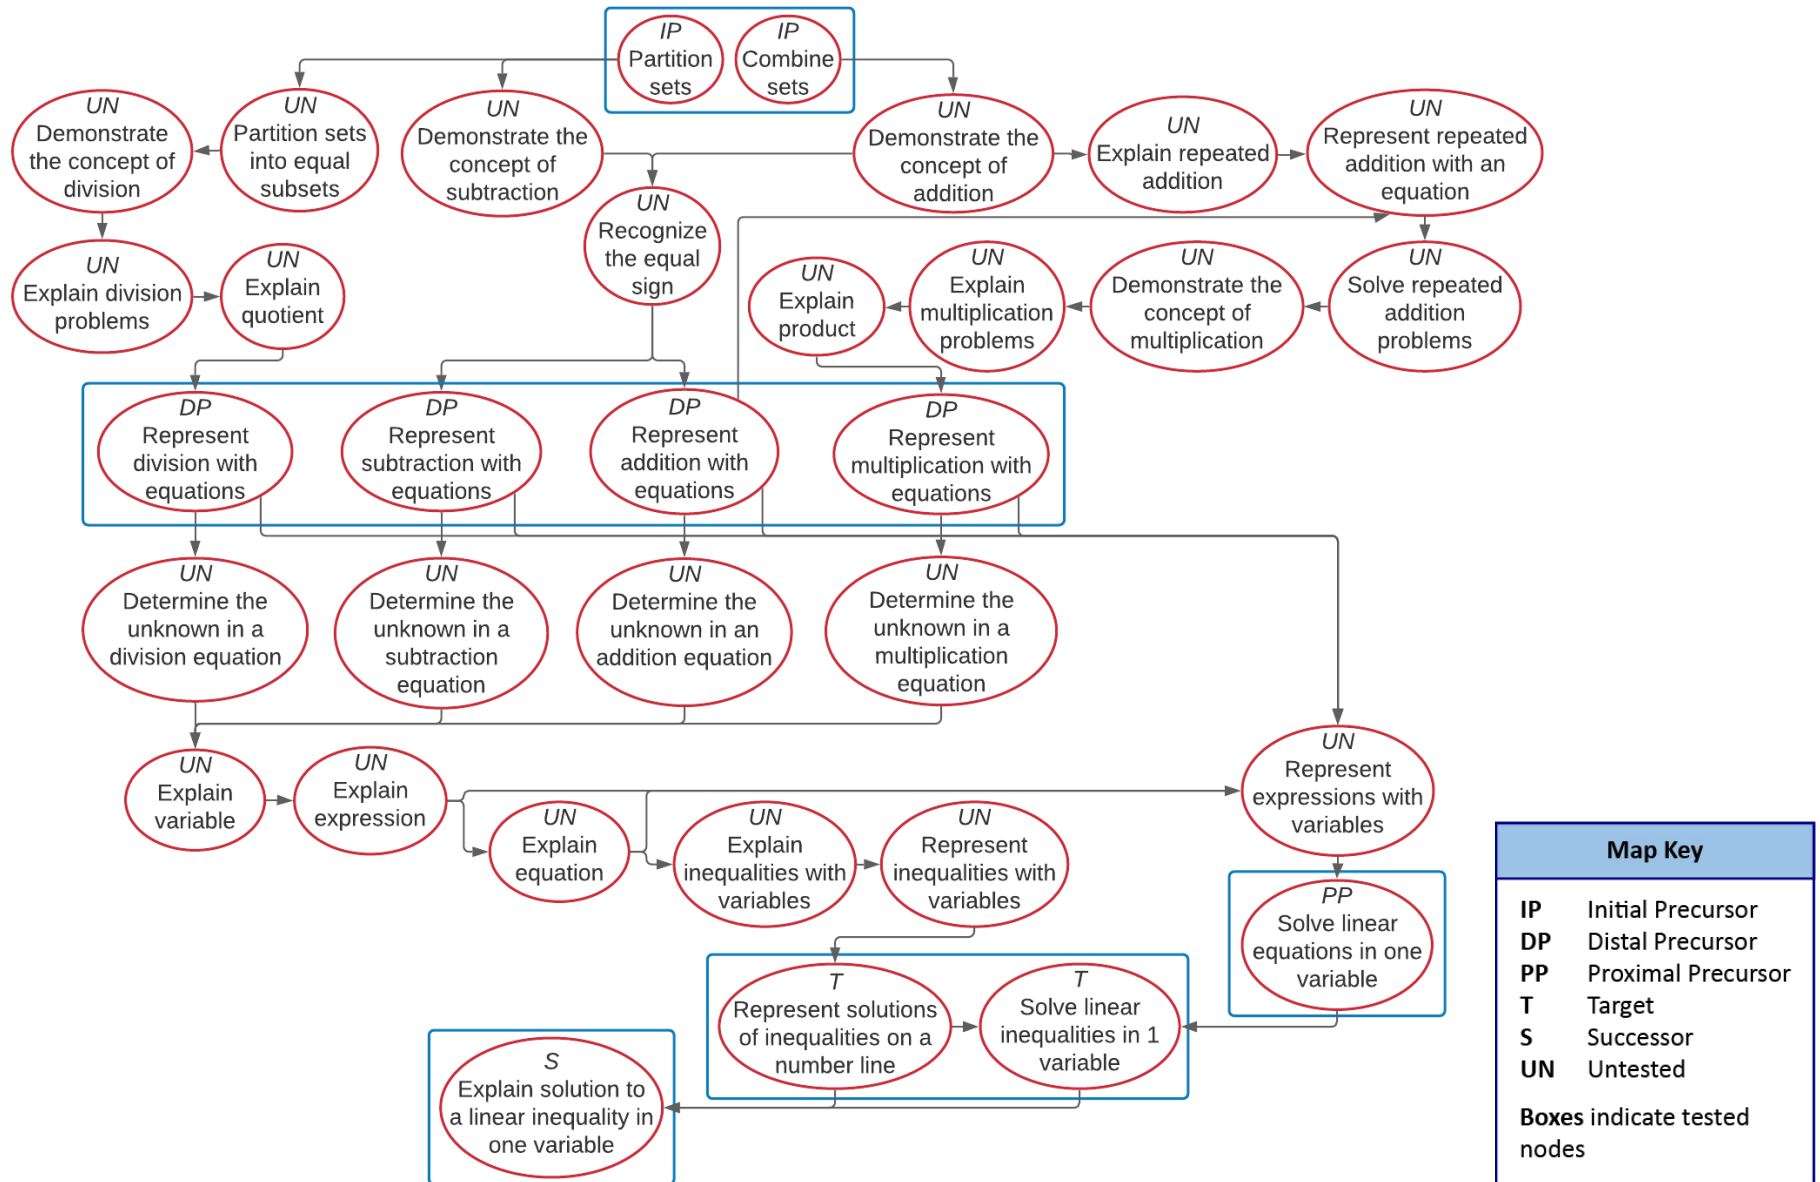 IP
Partition
sets
IP
Combine
sets
UN
Demonstrate
the concept of
division
UN
Partition sets
into equal
subsets
UN
Demonstrate the
concept of
subtraction
UN
Demonstrate the
concept of
addition
UN
Explain repeated
addition
UN
Represent repeated
addition with an
equation
UN
Recognize
the equal
sign
UN
Explain division
problems
UN
Explain
quotient
UN
Explain
product
UN
Explain
multiplication
problems
UN
Demonstrate the
concept of
multiplication
UN
Solve repeated
addition
problems
DP
Represent
division with
equations
DP
Represent
subtraction with
equations
DP
Represent
addition with
equations
DP
Represent
multiplication with
equations
UN
Determine the
unknown in a
division equation
UN
Determine the
unknown in a
subtraction
equation
UN
Determine the
unknown in an
addition equation
UN
Determine the
unknown in a
multiplication
equation
UN
Explain
variable
UN
Explain
expression
UN
Explain
equation
UN
Explain
inequalities with
variables
UN
Represent
inequalities with
variables
UN
Represent
expressions with
variables
PP
Solve linear
equations in one
variable
T
Represent solutions
of inequalities on a
number line
T
Solve linear
inequalities in 1
variable
S
Explain solution to
a linear inequality in
one variable
Map Key
IP Initial Precursor
DP Distal Precursor
PP Proximal Precursor
T Target
S Successor
UN Untested
Boxes indicate tested
nodes